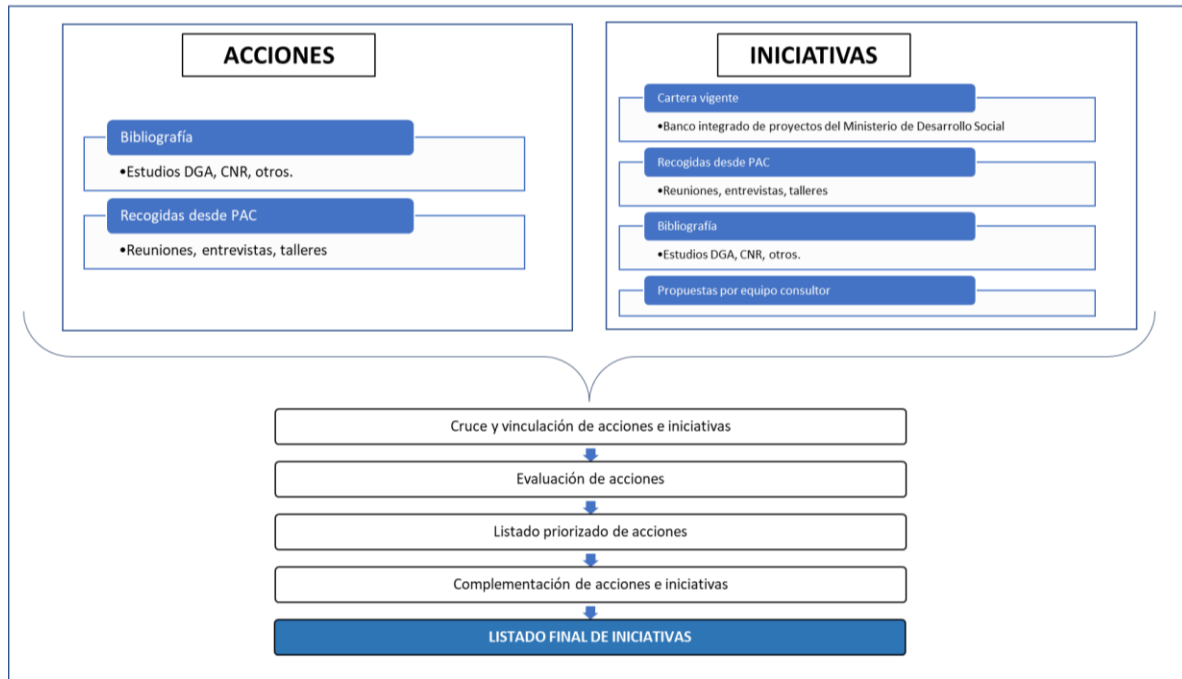 ACCIONES
Bibliografía
•Estudios DGA, CNR, otros.
Recogidas desde PAC
•Reuniones, entrevistas, talleres
INICIATIVAS
Cartera vigente
•Banco integrado de proyectos del Ministerio de Desarrollo Social
Recogidas desde PAC
•Reuniones, entrevistas, talleres
Bibliografía
•Estudios DGA, CNR, otros.
Propuestas por equipo consultor
Cruce y vinculación de acciones e iniciativas
Evaluación de acciones
Listado priorizado de acciones
Complementación de acciones e iniciativas
LISTADO FINAL DE INICIATIVAS